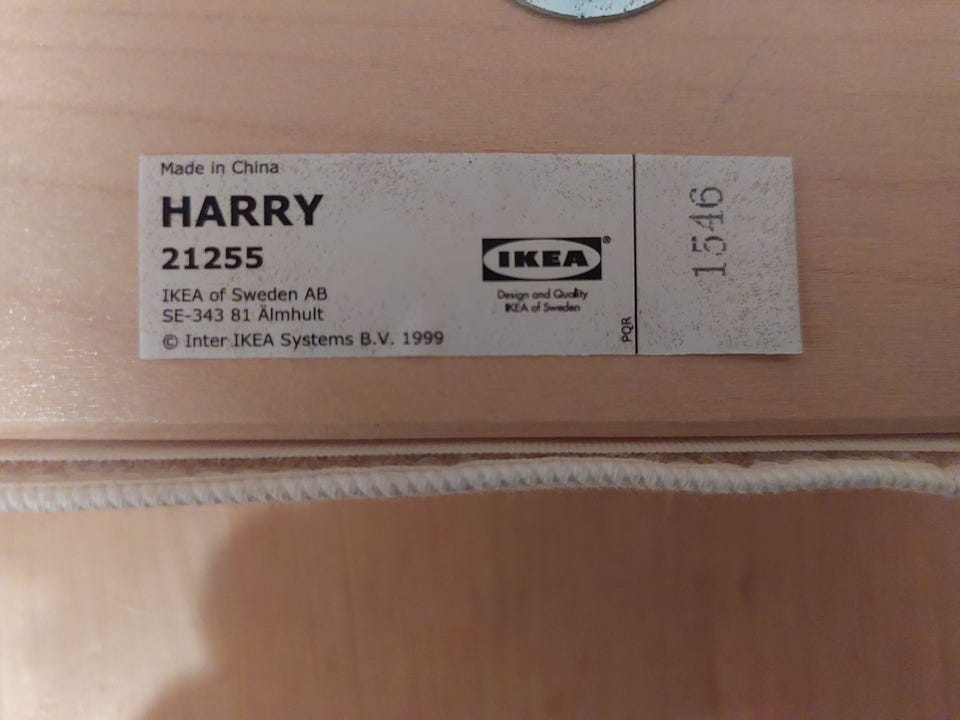 Made in China
HARRY
21255
IKEA of Sweden AB
SE-343 81 Älmhult
© Inter IKEA Systems B.V. 1999
IKEA®
Design and Quality
IKEA of Sweden
PQR
1546